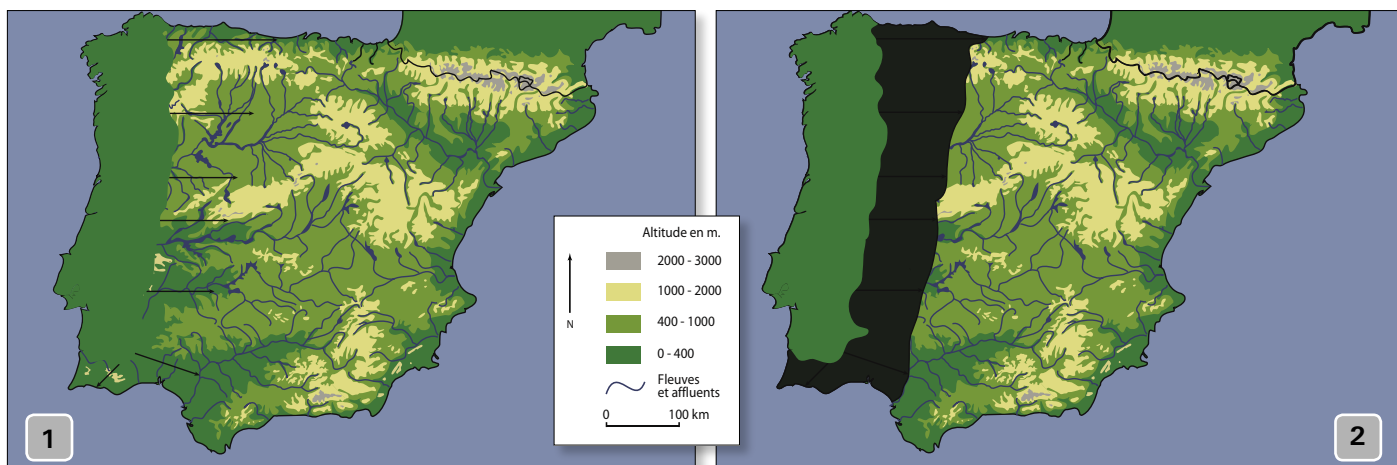 Altitude en m.
2000 - 3000
1000 - 2000
400 - 1000
0 - 400
N
Fleuves
et affluents
0 100 km
1
2